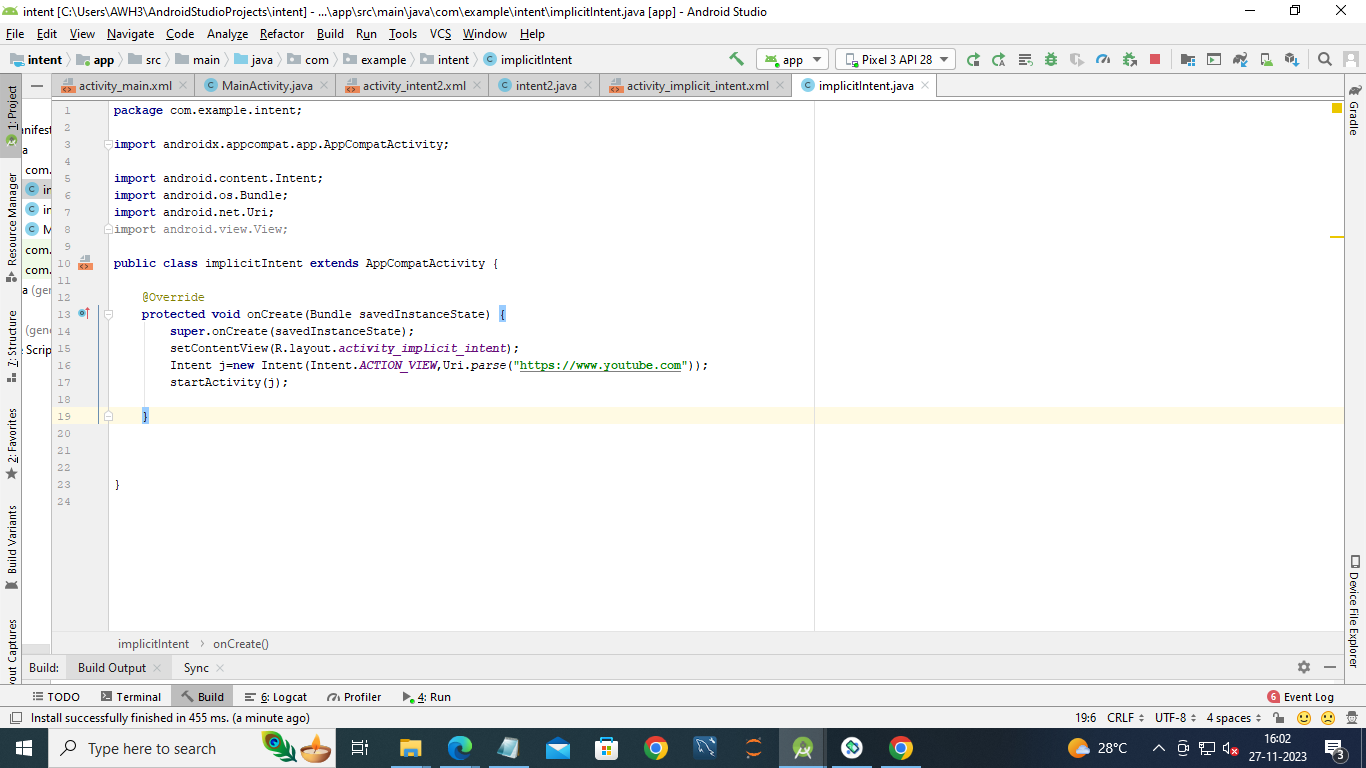 intent [C:\Users\AWH3\AndroidStudioProjects\intent] - ...\app\src\main\java\com\example\intent\implicitIntent.java [app] - Android Studio
File Edit View Navigate Code Analyze Refactor Build Run Tools VCS Window Help
intent app src main java com example intent implicitIntent app Pixel 3 API 28
activity_main.xml MainActivity.java activity_intent2.xml intent2.java activity_implicit_intent.xml implicitIntent.java
1 package com.example.intent;
2
3 import androidx.appcompat.app.AppCompatActivity;
4
5 import android.content.Intent;
6 import android.os.Bundle;
7 import android.net.Uri;
8 import android.view.View;
9
10 public class implicitIntent extends AppCompatActivity {
11
12 @Override
13 protected void onCreate(Bundle savedInstanceState) {
14 super.onCreate(savedInstanceState);
15 setContentView(R.layout.activity_implicit_intent);
16 Intent j=new Intent(Intent.ACTION_VIEW,Uri.parse("https://www.youtube.com"));
17 startActivity(j);
18
19 }
20
21
22
23 }
24
1: Project
Resource Manager
7: Structure
2: Favorites
Build Variants
com.
C in
C in
C M
com.
com.
(gen
Gradle
Device File Explorer
implicitIntent onCreate()
Build: Build Output Sync
TODO Terminal Build 6: Logcat Profiler 4: Run 6 Event Log
Install successfully finished in 455 ms. (a minute ago) 19:6 CRLF UTF-8 4 spaces
Type here to search 28°C 16:02
27-11-2023 3